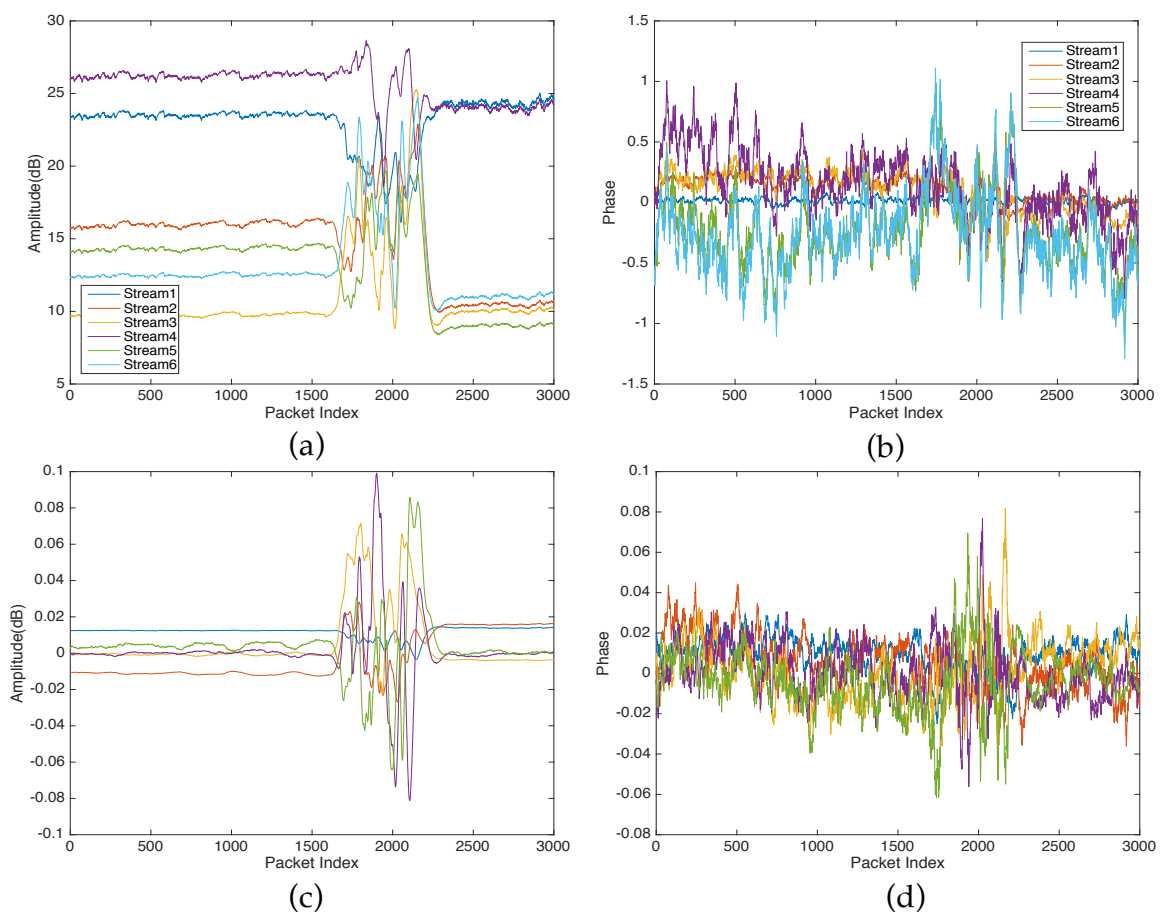 30
25
20
15
10
5
Amplitude(dB)
Stream1
Stream2
Stream3
Stream4
Stream5
Stream6
0 500 1000 1500 2000 2500 3000
Packet Index
(a)
1.5
1
0.5
0
-0.5
-1
-1.5
Phase
Stream1
Stream2
Stream3
Stream4
Stream5
Stream6
0 500 1000 1500 2000 2500 3000
Packet Index
(b)
0.1
0.08
0.06
0.04
0.02
0
-0.02
-0.04
-0.06
-0.08
-0.1
Amplitude(dB)
0 500 1000 1500 2000 2500 3000
Packet Index
(c)
0.1
0.08
0.06
0.04
0.02
0
-0.02
-0.04
-0.06
-0.08
Phase
0 500 1000 1500 2000 2500 3000
Packet Index
(d)